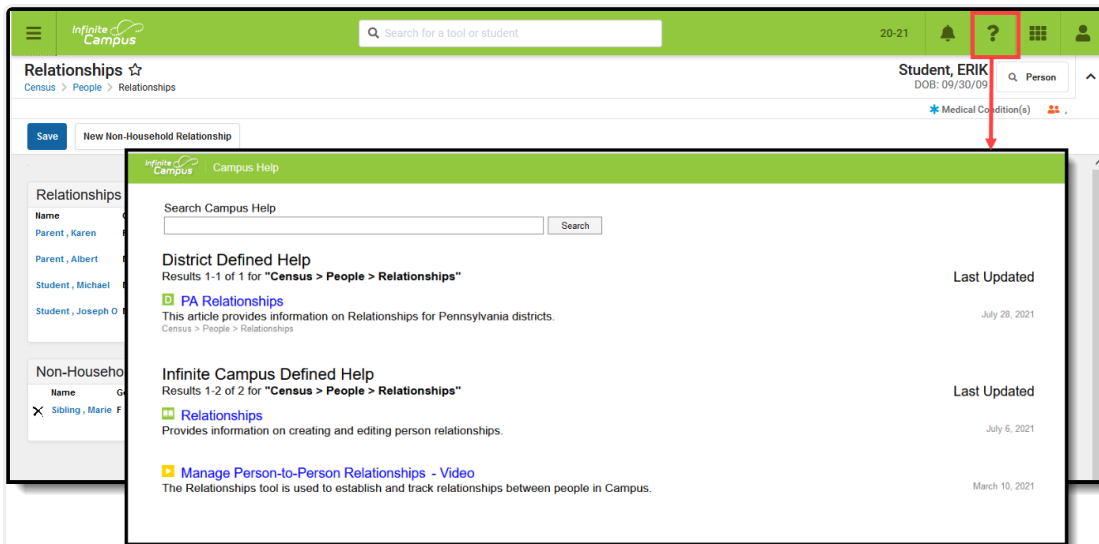 Infinite Campus
Search for a tool or student
20-21
?
Relationships
Census > People > Relationships
Student, ERIK
DOB: 09/30/09
Person
Medical Condition(s) ,
Save
New Non-Household Relationship
Relationships
Name
Parent , Karen
Parent , Albert
Student , Michael
Student , Joseph O
Non-Househo
Name
Sibling , Marie F
Infinite Campus
Campus Help
Search Campus Help
Search
District Defined Help
Results 1-1 of 1 for "Census > People > Relationships"
Last Updated
D PA Relationships
July 28, 2021
This article provides information on Relationships for Pennsylvania districts.
Census > People > Relationships
Infinite Campus Defined Help
Results 1-2 of 2 for "Census > People > Relationships"
Last Updated
Relationships
July 6, 2021
Provides information on creating and editing person relationships.
Manage Person-to-Person Relationships - Video
March 10, 2021
The Relationships tool is used to establish and track relationships between people in Campus.